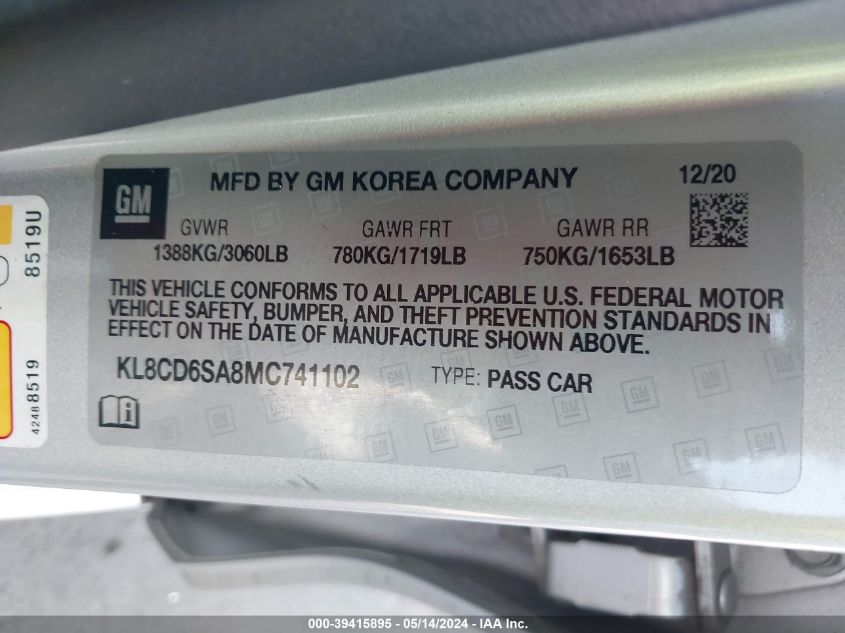 GM
MFD BY GM KOREA COMPANY
12/20
GVWR
GAWR FRT
GAWR RR
1388KG/3060LB
780KG/1719LB
750KG/1653LB
THIS VEHICLE CONFORMS TO ALL APPLICABLE U.S. FEDERAL MOTOR
VEHICLE SAFETY, BUMPER, AND THEFT PREVENTION STANDARDS IN
EFFECT ON THE DATE OF MANUFACTURE SHOWN ABOVE.
KL8CD6SA8MC741102
TYPE: PASS CAR
8519U
4248 8519
000-39415895 - 05/14/2024 - IAA Inc.